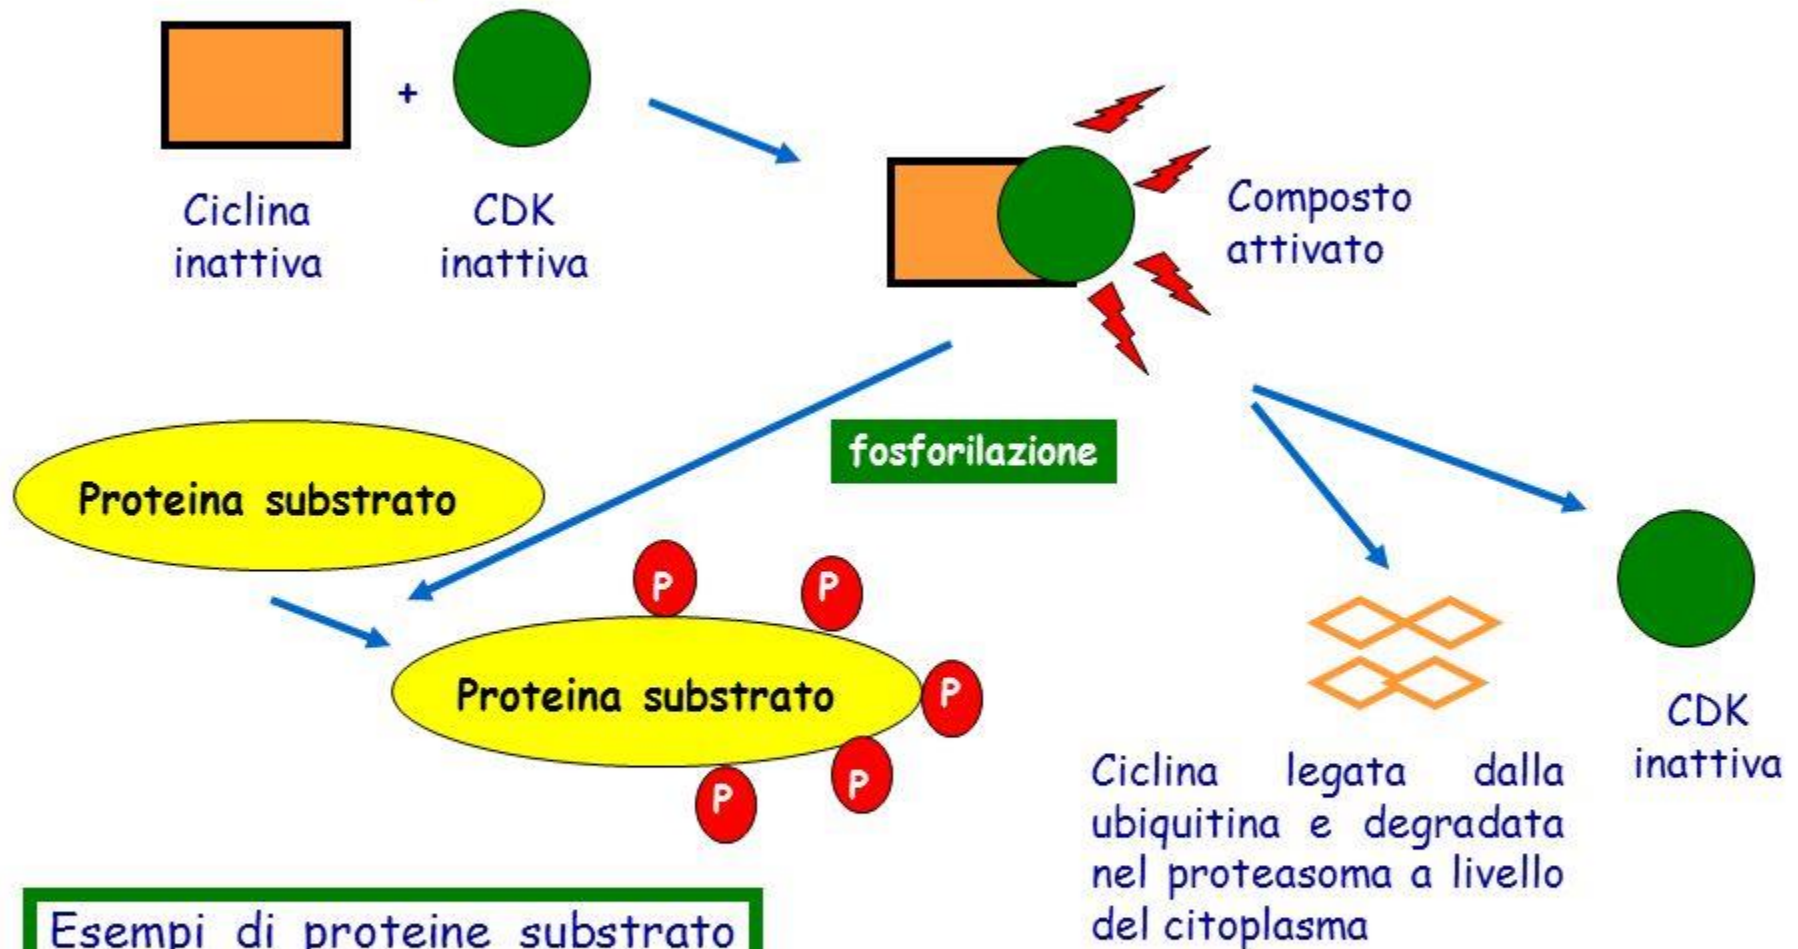 +
Ciclina
inattiva
CDK
inattiva
Composto
attivato
fosforilazione
Proteina substrato
P
P
Proteina substrato
P
P
P
CDK
inattiva
Ciclina legata dalla
ubiquitina e degradata
nel proteasoma a livello
del citoplasma
Esempi di proteine substrato